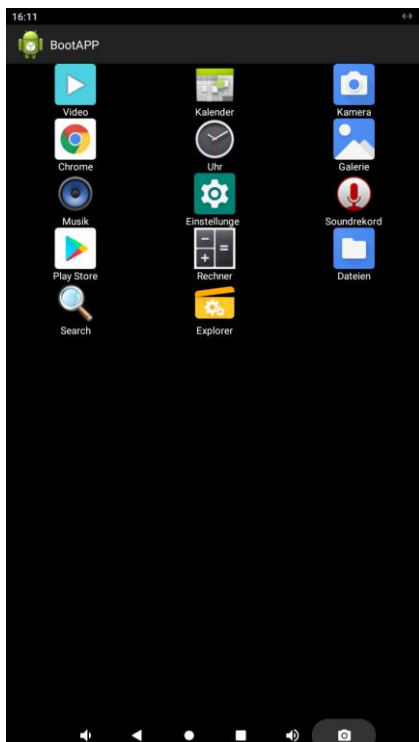 16:11
BootAPP
Video Kalender Kamera
Chrome Uhr Galerie
Musik Einstellunge Soundrekord
Play Store Rechner Dateien
Search Explorer